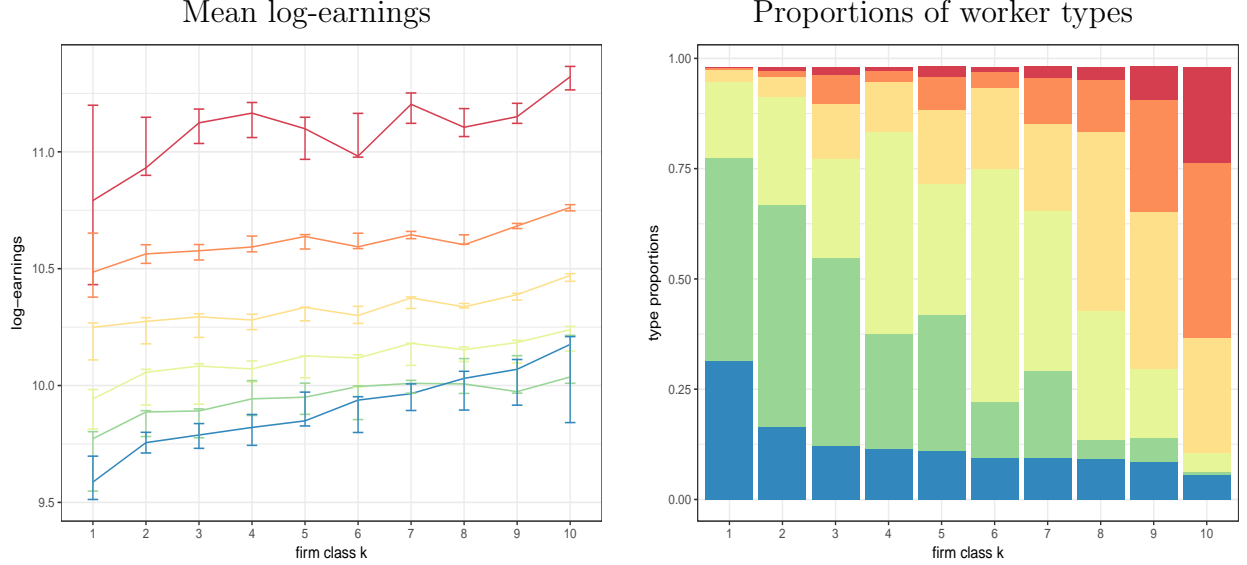 Mean log-earnings
Proportions of worker types
11.0
10.5
10.0
9.5
log−earnings
1 2 3 4 5 6 7 8 9 10
firm class k
1.00
0.75
0.50
0.25
0.00
type proportions
1 2 3 4 5 6 7 8 9 10
firm class k